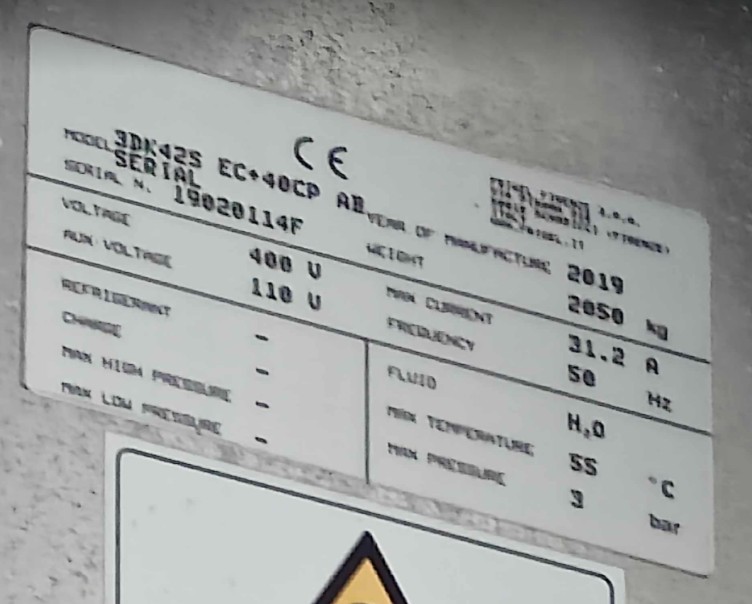 CE
MODEL 3DK42S EC+40CP AB
SERIAL
SERIAL N. 19020114F
YEAR OF MANUFACTURE 2019
WEIGHT 2050 kg
VOLTAGE 400 V
AUX VOLTAGE 110 V
MAX CURRENT 31.2 A
FREQUENCY 50 Hz
REFRIGERANT -
CHARGE -
MAX HIGH PRESSURE -
MAX LOW PRESSURE -
FLUID H₂O
MAX TEMPERATURE 55 °C
MAX PRESSURE 3 bar